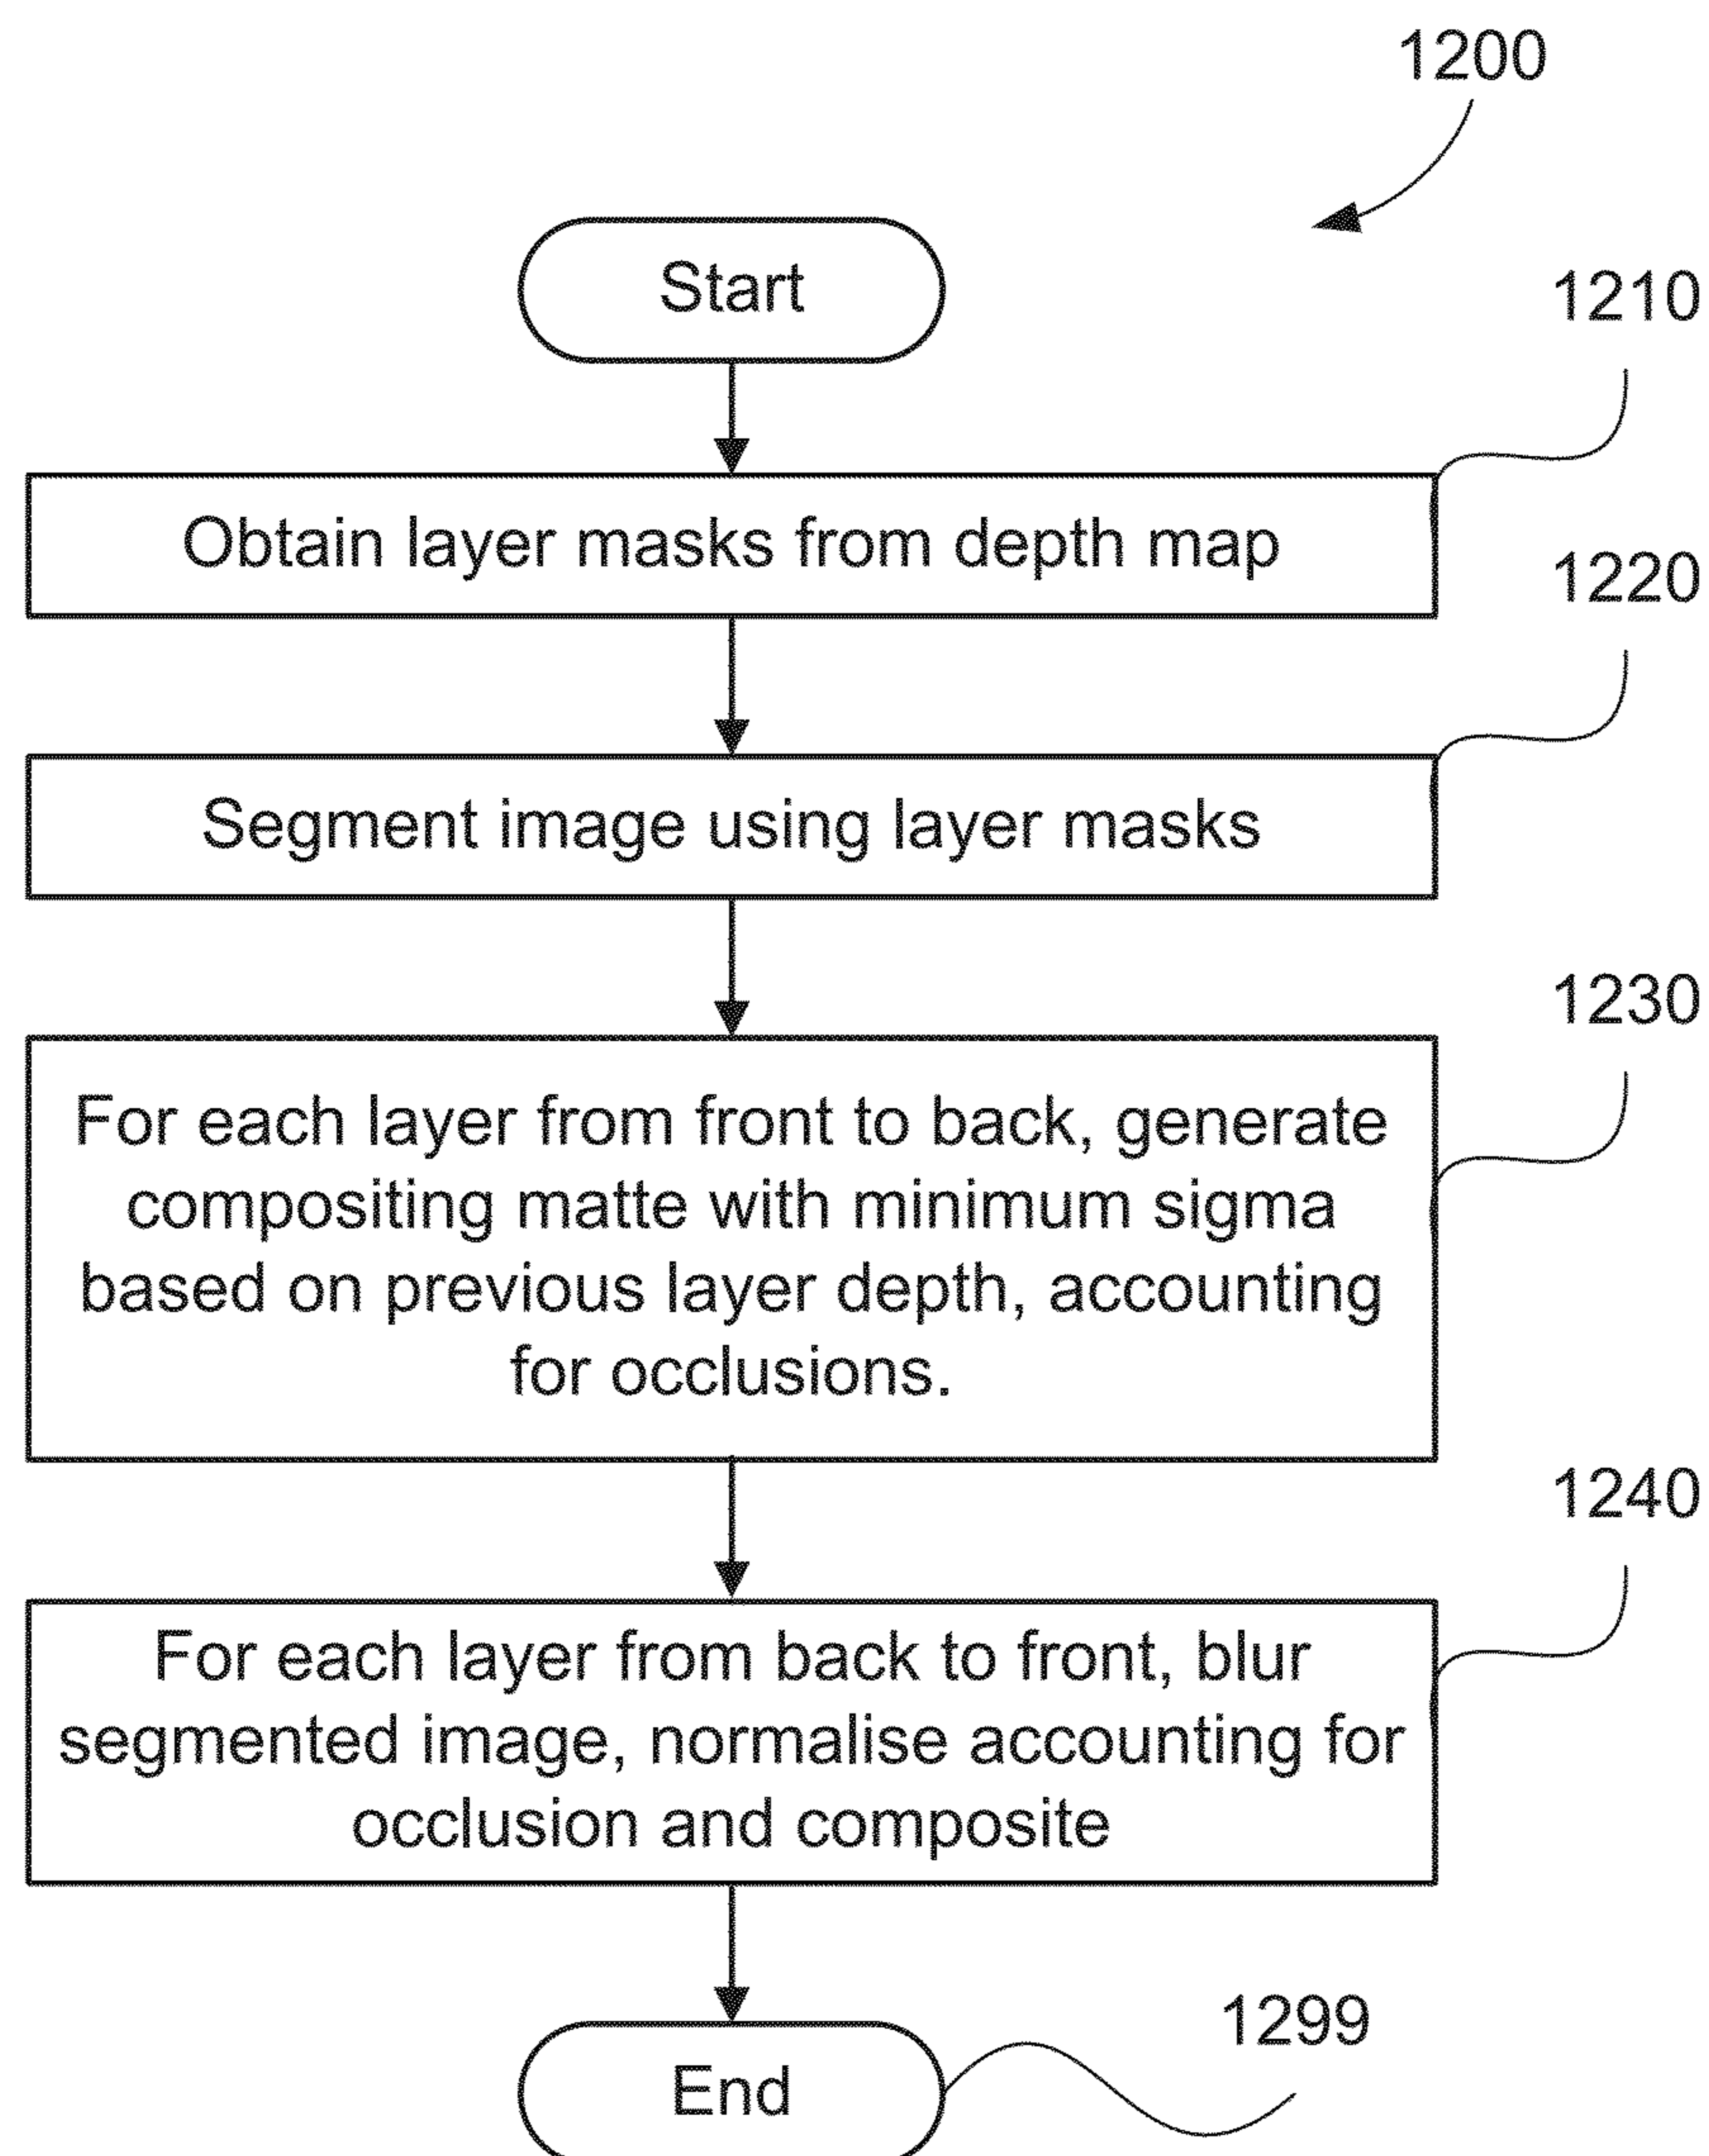 1200
Start
1210
Obtain layer masks from depth map
1220
Segment image using layer masks
1230
For each layer from front to back, generate
compositing matte with minimum sigma
based on previous layer depth, accounting
for occlusions.
1240
For each layer from back to front, blur
segmented image, normalise accounting for
occlusion and composite
1299
End